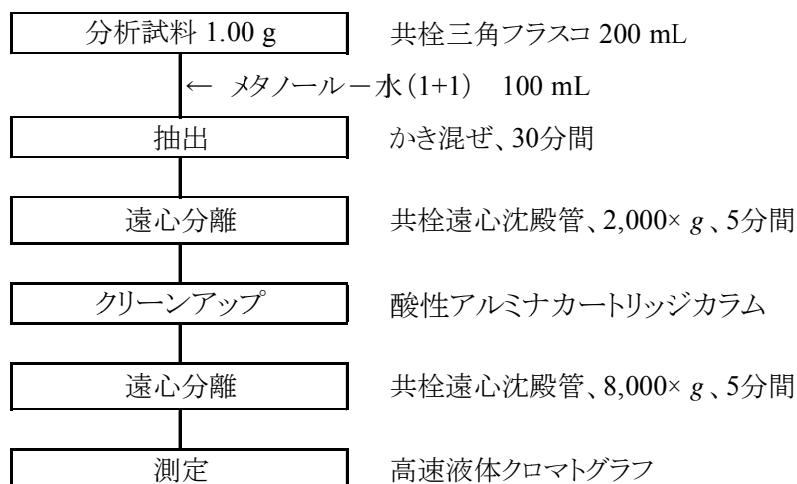 分析試料 1.00 g　共栓三角フラスコ 200 mL
← メタノール－水(1+1)　100 mL
抽出　かき混ぜ、30分間
遠心分離　共栓遠心沈殿管、2,000× g 、5分間
クリーンアップ　酸性アルミナカートリッジカラム
遠心分離　共栓遠心沈殿管、8,000× g 、5分間
測定　高速液体クロマトグラフ